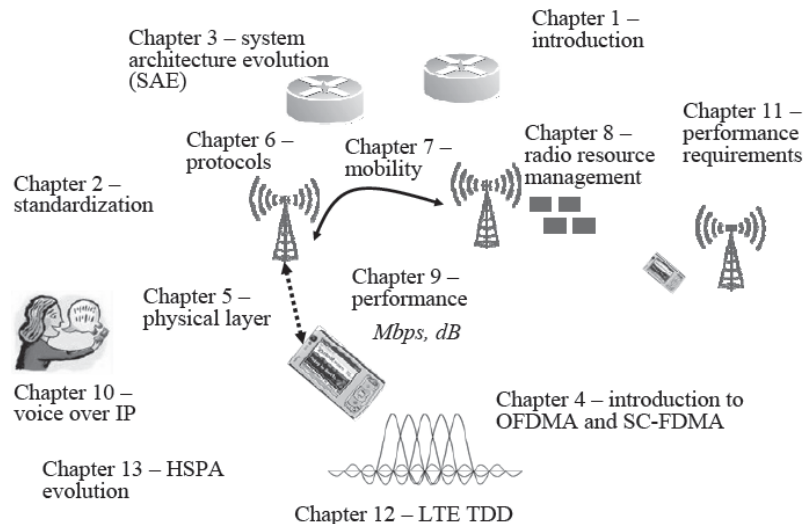 Chapter 1 –
introduction
Chapter 3 – system
architecture evolution
(SAE)
Chapter 11 –
performance
requirements
Chapter 6 –
protocols
Chapter 7 –
mobility
Chapter 8 –
radio resource
management
Chapter 2 –
standardization
Chapter 5 –
physical layer
Chapter 9 –
performance
Mbps, dB
Chapter 10 –
voice over IP
Chapter 4 – introduction to
OFDMA and SC-FDMA
Chapter 13 – HSPA
evolution
Chapter 12 – LTE TDD